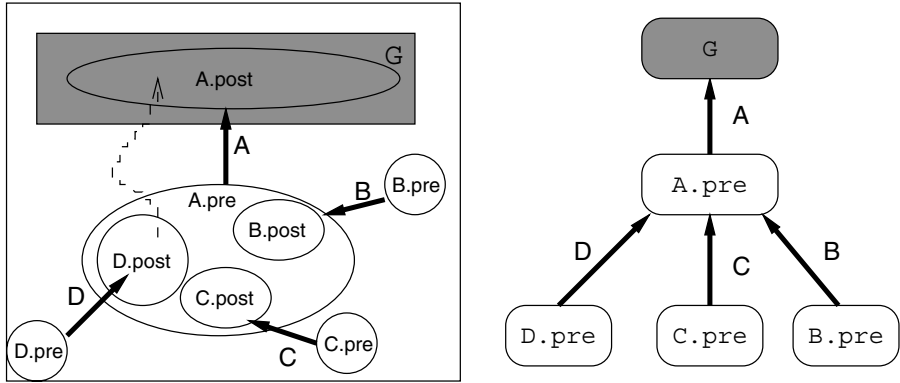 G
A.post
A
A.pre
B
B.pre
B.post
D.post
C.post
D
D.pre
C
C.pre
G
A
A.pre
D
C
B
D.pre
C.pre
B.pre